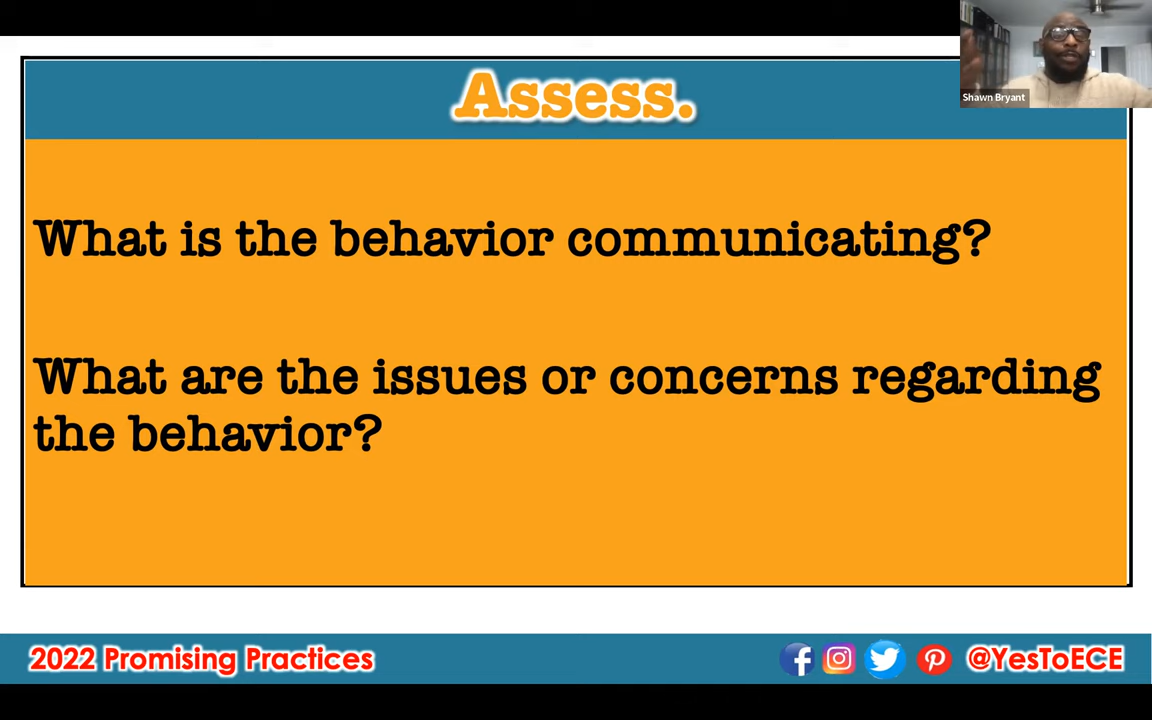 Assess.
Shawn Bryant
What is the behavior communicating?
What are the issues or concerns regarding
the behavior?
2022 Promising Practices
@YesToECE